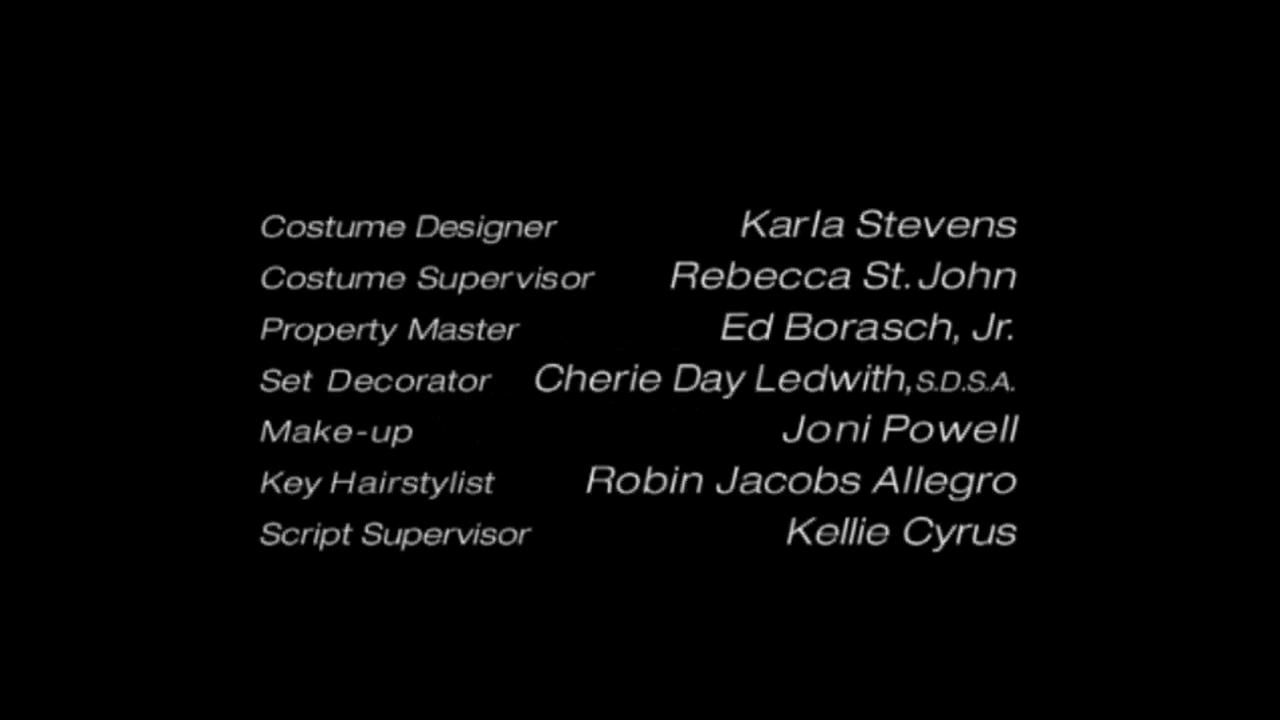 Costume Designer Karla Stevens
Costume Supervisor Rebecca St. John
Property Master Ed Borasch, Jr.
Set Decorator Cherie Day Ledwith, S.D.S.A.
Make-up Joni Powell
Key Hairstylist Robin Jacobs Allegro
Script Supervisor Kellie Cyrus